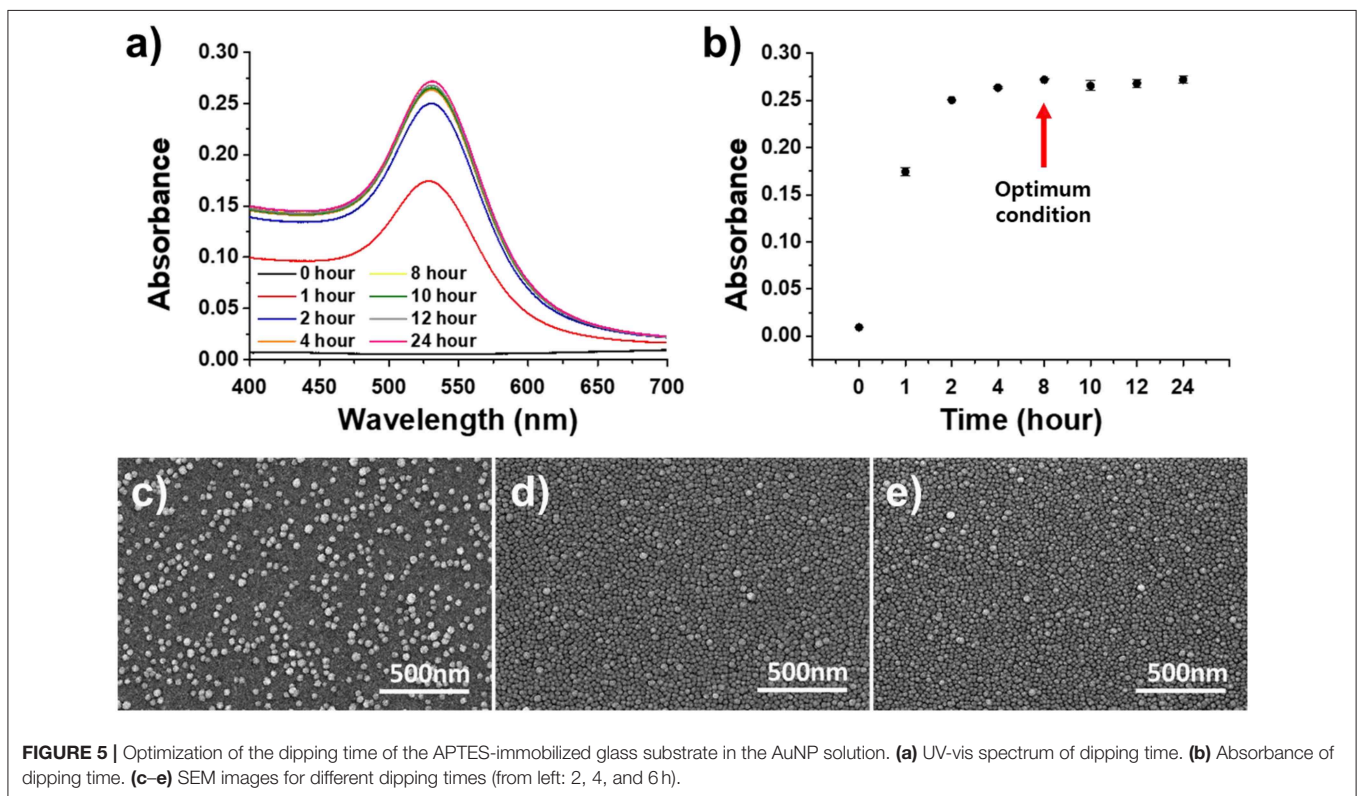 a)
0.30
0.25
0.20
0.15
0.10
0.05
0.00
Absorbance
0 hour
1 hour
2 hour
4 hour
8 hour
10 hour
12 hour
24 hour
400 450 500 550 600 650 700
Wavelength (nm)
b)
0.30
0.25
0.20
0.15
0.10
0.05
0.00
Absorbance
Optimum
condition
0 1 2 4 8 10 12 24
Time (hour)
c)
500nm
d)
500nm
e)
500nm
FIGURE 5 | Optimization of the dipping time of the APTES-immobilized glass substrate in the AuNP solution. (a) UV-vis spectrum of dipping time. (b) Absorbance of
dipping time. (c–e) SEM images for different dipping times (from left: 2, 4, and 6 h).